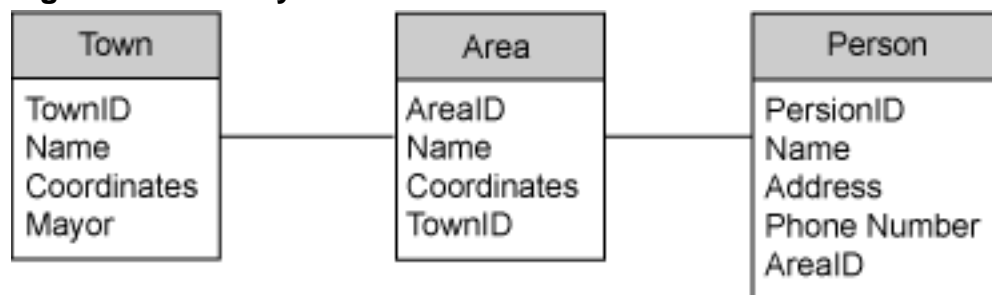 Town
TownID
Name
Coordinates
Mayor
Area
AreaID
Name
Coordinates
TownID
Person
PersionID
Name
Address
Phone Number
AreaID